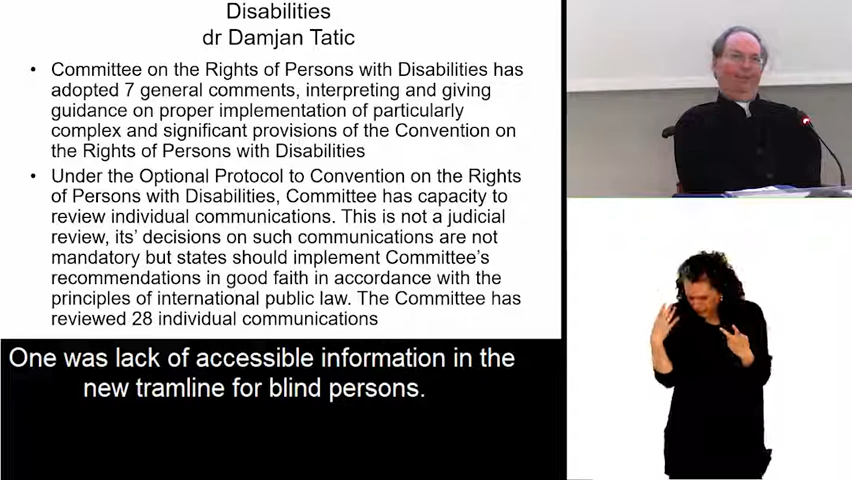 Disabilities
dr Damjan Tatic
• Committee on the Rights of Persons with Disabilities has
adopted 7 general comments, interpreting and giving
guidance on proper implementation of particularly
complex and significant provisions of the Convention on
the Rights of Persons with Disabilities
• Under the Optional Protocol to Convention on the Rights
of Persons with Disabilities, Committee has capacity to
review individual communications. This is not a judicial
review, its' decisions on such communications are not
mandatory but states should implement Committee's
recommendations in good faith in accordance with the
principles of international public law. The Committee has
reviewed 28 individual communications
One was lack of accessible information in the
new tramline for blind persons.